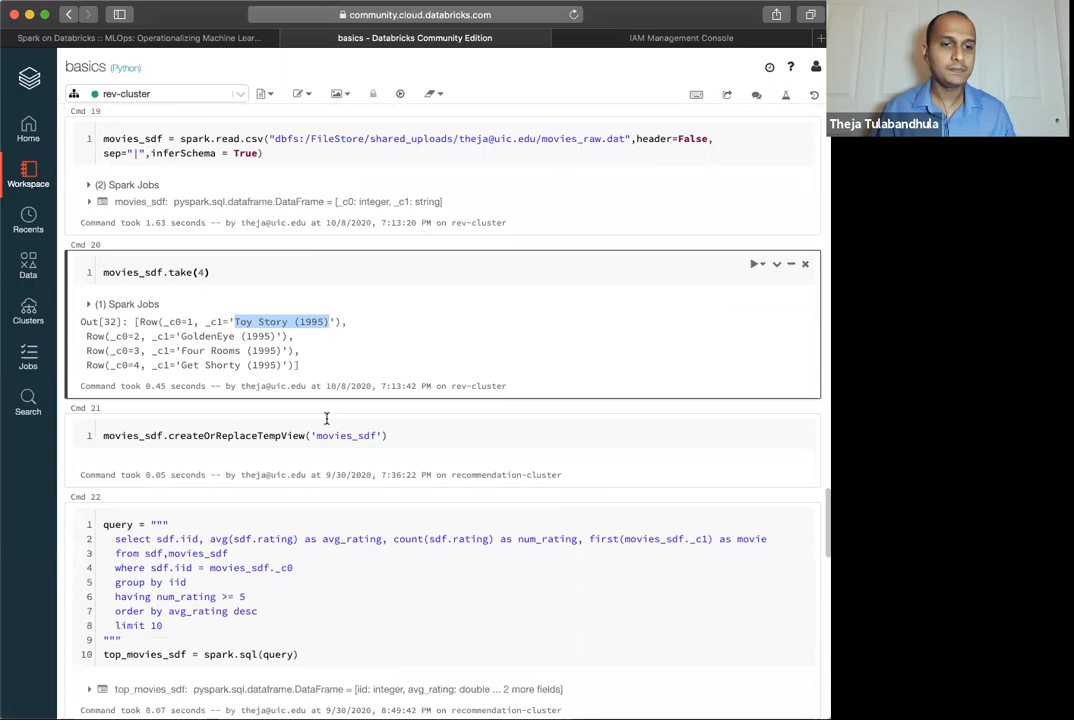 community.cloud.databricks.com
Spark on Databricks :: MLOps: Operationalizing Machine Lear...
basics - Databricks Community Edition
IAM Management Console
basics (Python)
rev-cluster
Home
Workspace
Recents
Data
Clusters
Jobs
Search
Theja Tulabandhula
Cmd 19
1 movies_sdf = spark.read.csv("dbfs:/FileStore/shared_uploads/theja@uic.edu/movies_raw.dat",header=False,
sep="|",inferSchema = True)
(2) Spark Jobs
movies_sdf: pyspark.sql.dataframe.DataFrame = [_c0: integer, _c1: string]
Command took 1.63 seconds -- by theja@uic.edu at 10/8/2020, 7:13:20 PM on rev-cluster
Cmd 20
1 movies_sdf.take(4)
(1) Spark Jobs
Out[32]: [Row(_c0=1, _c1='Toy Story (1995)'),
Row(_c0=2, _c1='GoldenEye (1995)'),
Row(_c0=3, _c1='Four Rooms (1995)'),
Row(_c0=4, _c1='Get Shorty (1995)')]
Command took 0.45 seconds -- by theja@uic.edu at 10/8/2020, 7:13:42 PM on rev-cluster
Cmd 21
1 movies_sdf.createOrReplaceTempView('movies_sdf')
Command took 0.05 seconds -- by theja@uic.edu at 9/30/2020, 7:36:22 PM on recommendation-cluster
Cmd 22
1 query = """
2 select sdf.iid, avg(sdf.rating) as avg_rating, count(sdf.rating) as num_rating, first(movies_sdf._c1) as movie
3 from sdf,movies_sdf
4 where sdf.iid = movies_sdf._c0
5 group by iid
6 having num_rating >= 5
7 order by avg_rating desc
8 limit 10
9 """
10 top_movies_sdf = spark.sql(query)
top_movies_sdf: pyspark.sql.dataframe.DataFrame = [iid: integer, avg_rating: double ... 2 more fields]
Command took 0.07 seconds -- by theja@uic.edu at 9/30/2020, 8:49:42 PM on recommendation-cluster